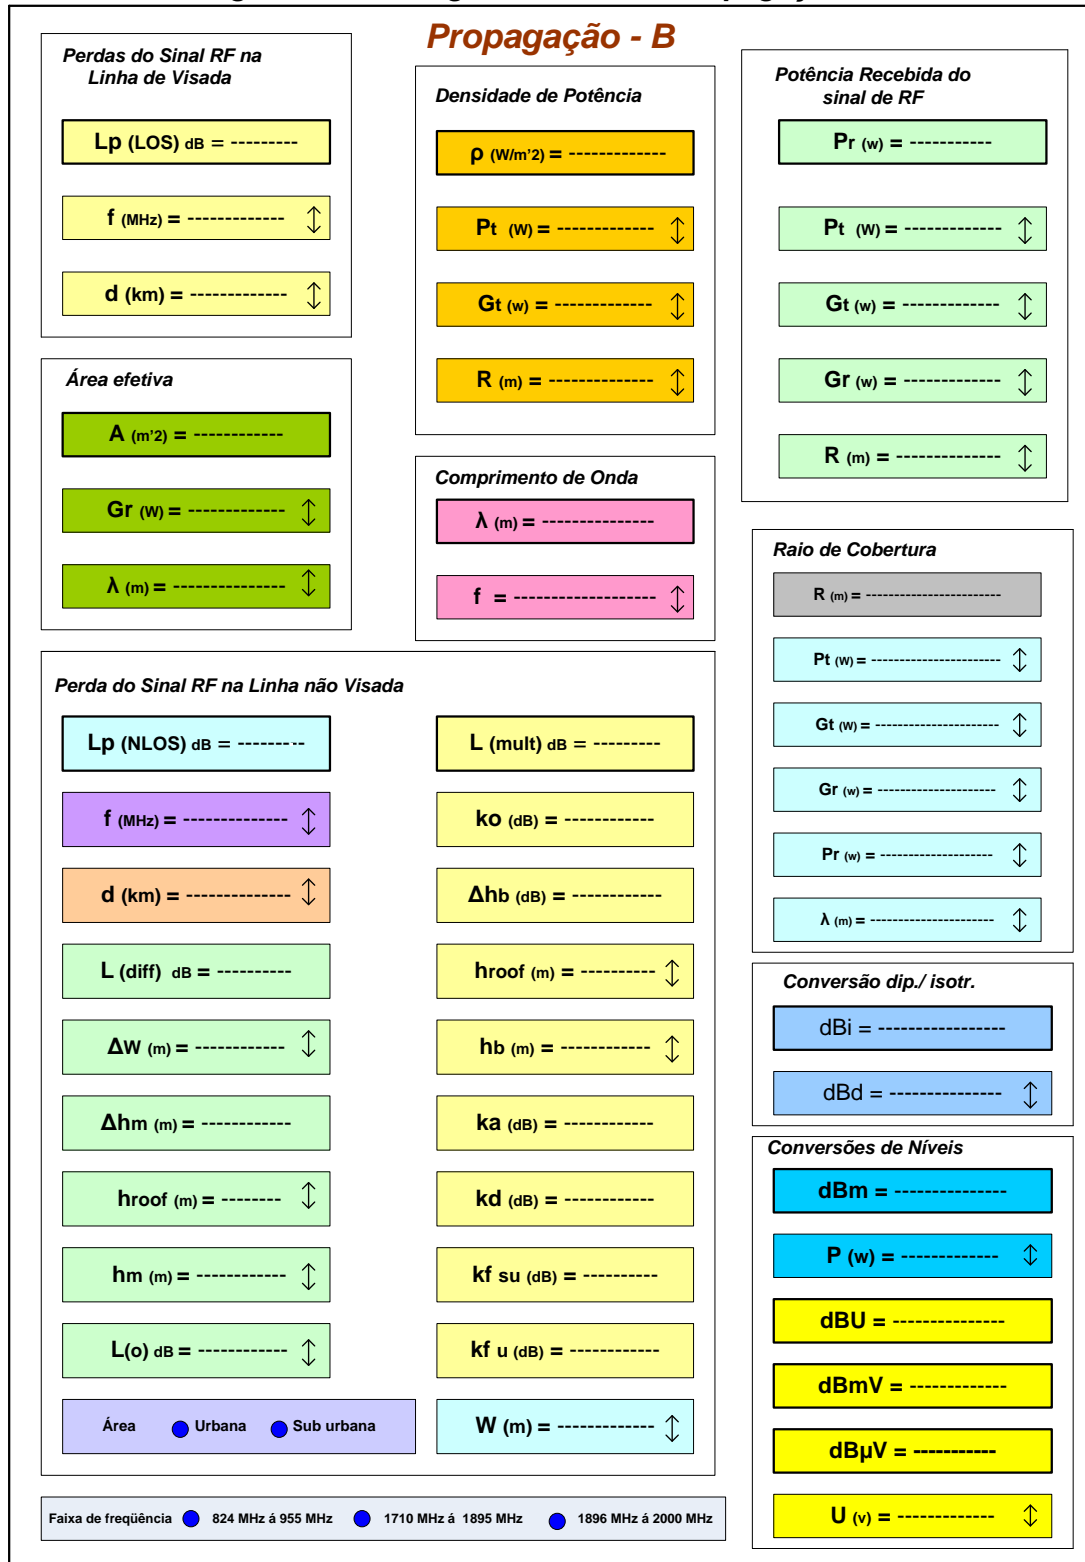 Propagação - B
Perdas do Sinal RF na
Linha de Visada
Lp (LOS) dB = ---------
f (MHz) = -------------
d (km) = -------------
Área efetiva
A (m'2) = ------------
Gr (W) = -------------
λ (m) = ---------------
Densidade de Potência
ρ (W/m'2) = -------------
Pt (W) = -------------
Gt (w) = -------------
R (m) = --------------
Comprimento de Onda
λ (m) = ---------------
f = -------------------
Potência Recebida do
sinal de RF
Pr (w) = -----------
Pt (W) = -------------
Gt (w) = -------------
Gr (w) = -------------
R (m) = --------------
Raio de Cobertura
R (m) = ------------------------
Pt (W) = -----------------------
Gt (W) = ----------------------
Gr (w) = ---------------------
Pr (w) = --------------------
λ (m) = ----------------------
Perda do Sinal RF na Linha não Visada
Lp (NLOS) dB = ---------
f (MHz) = --------------
d (km) = --------------
L (diff) dB = ----------
Δw (m) = ------------
Δhm (m) = ------------
hroof (m) = --------
hm (m) = ------------
L(o) dB = ------------
Área Urbana Sub urbana
L (mult) dB = ---------
ko (dB) = ------------
Δhb (dB) = ------------
hroof (m) = ----------
hb (m) = ------------
ka (dB) = ------------
kd (dB) = ------------
kf su (dB) = ----------
kf u (dB) = ------------
W (m) = -------------
Conversão dip./ isotr.
dBi = -----------------
dBd = ---------------
Conversões de Níveis
dBm = ---------------
P (w) = -------------
dBU = ---------------
dBmV = -------------
dBµV = -----------
U (v) = -------------
Faixa de freqüência 824 MHz á 955 MHz 1710 MHz á 1895 MHz 1896 MHz á 2000 MHz